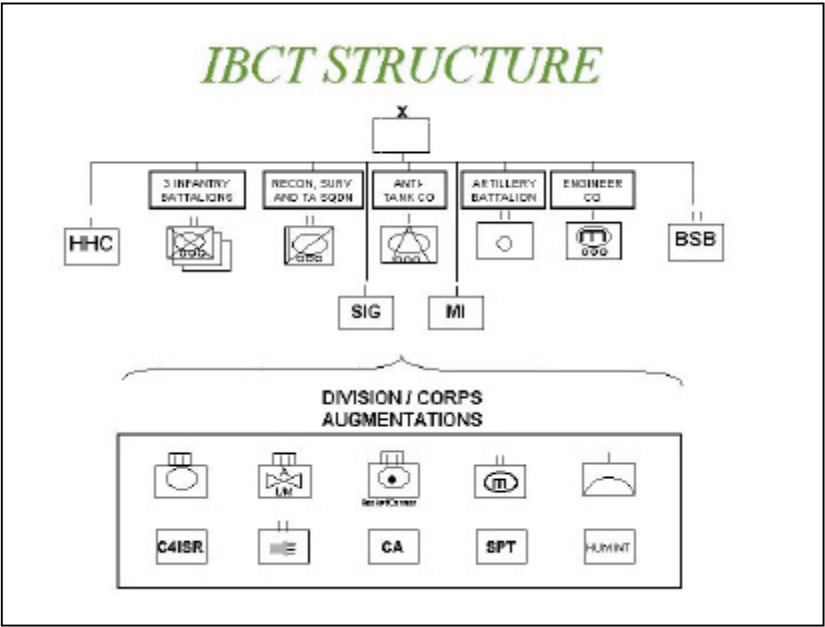 IBCT STRUCTURE
X
3 INFANTRY
BATTALIONS
RECON, SURV
AND TA SQDN
ANTI-
TANK CO
ARTILLERY
BATTALION
ENGINEER
CO
HHC
BSB
SIG
MI
DIVISION / CORPS
AUGMENTATIONS
m
C4ISR
CA
SPT
HUMINT